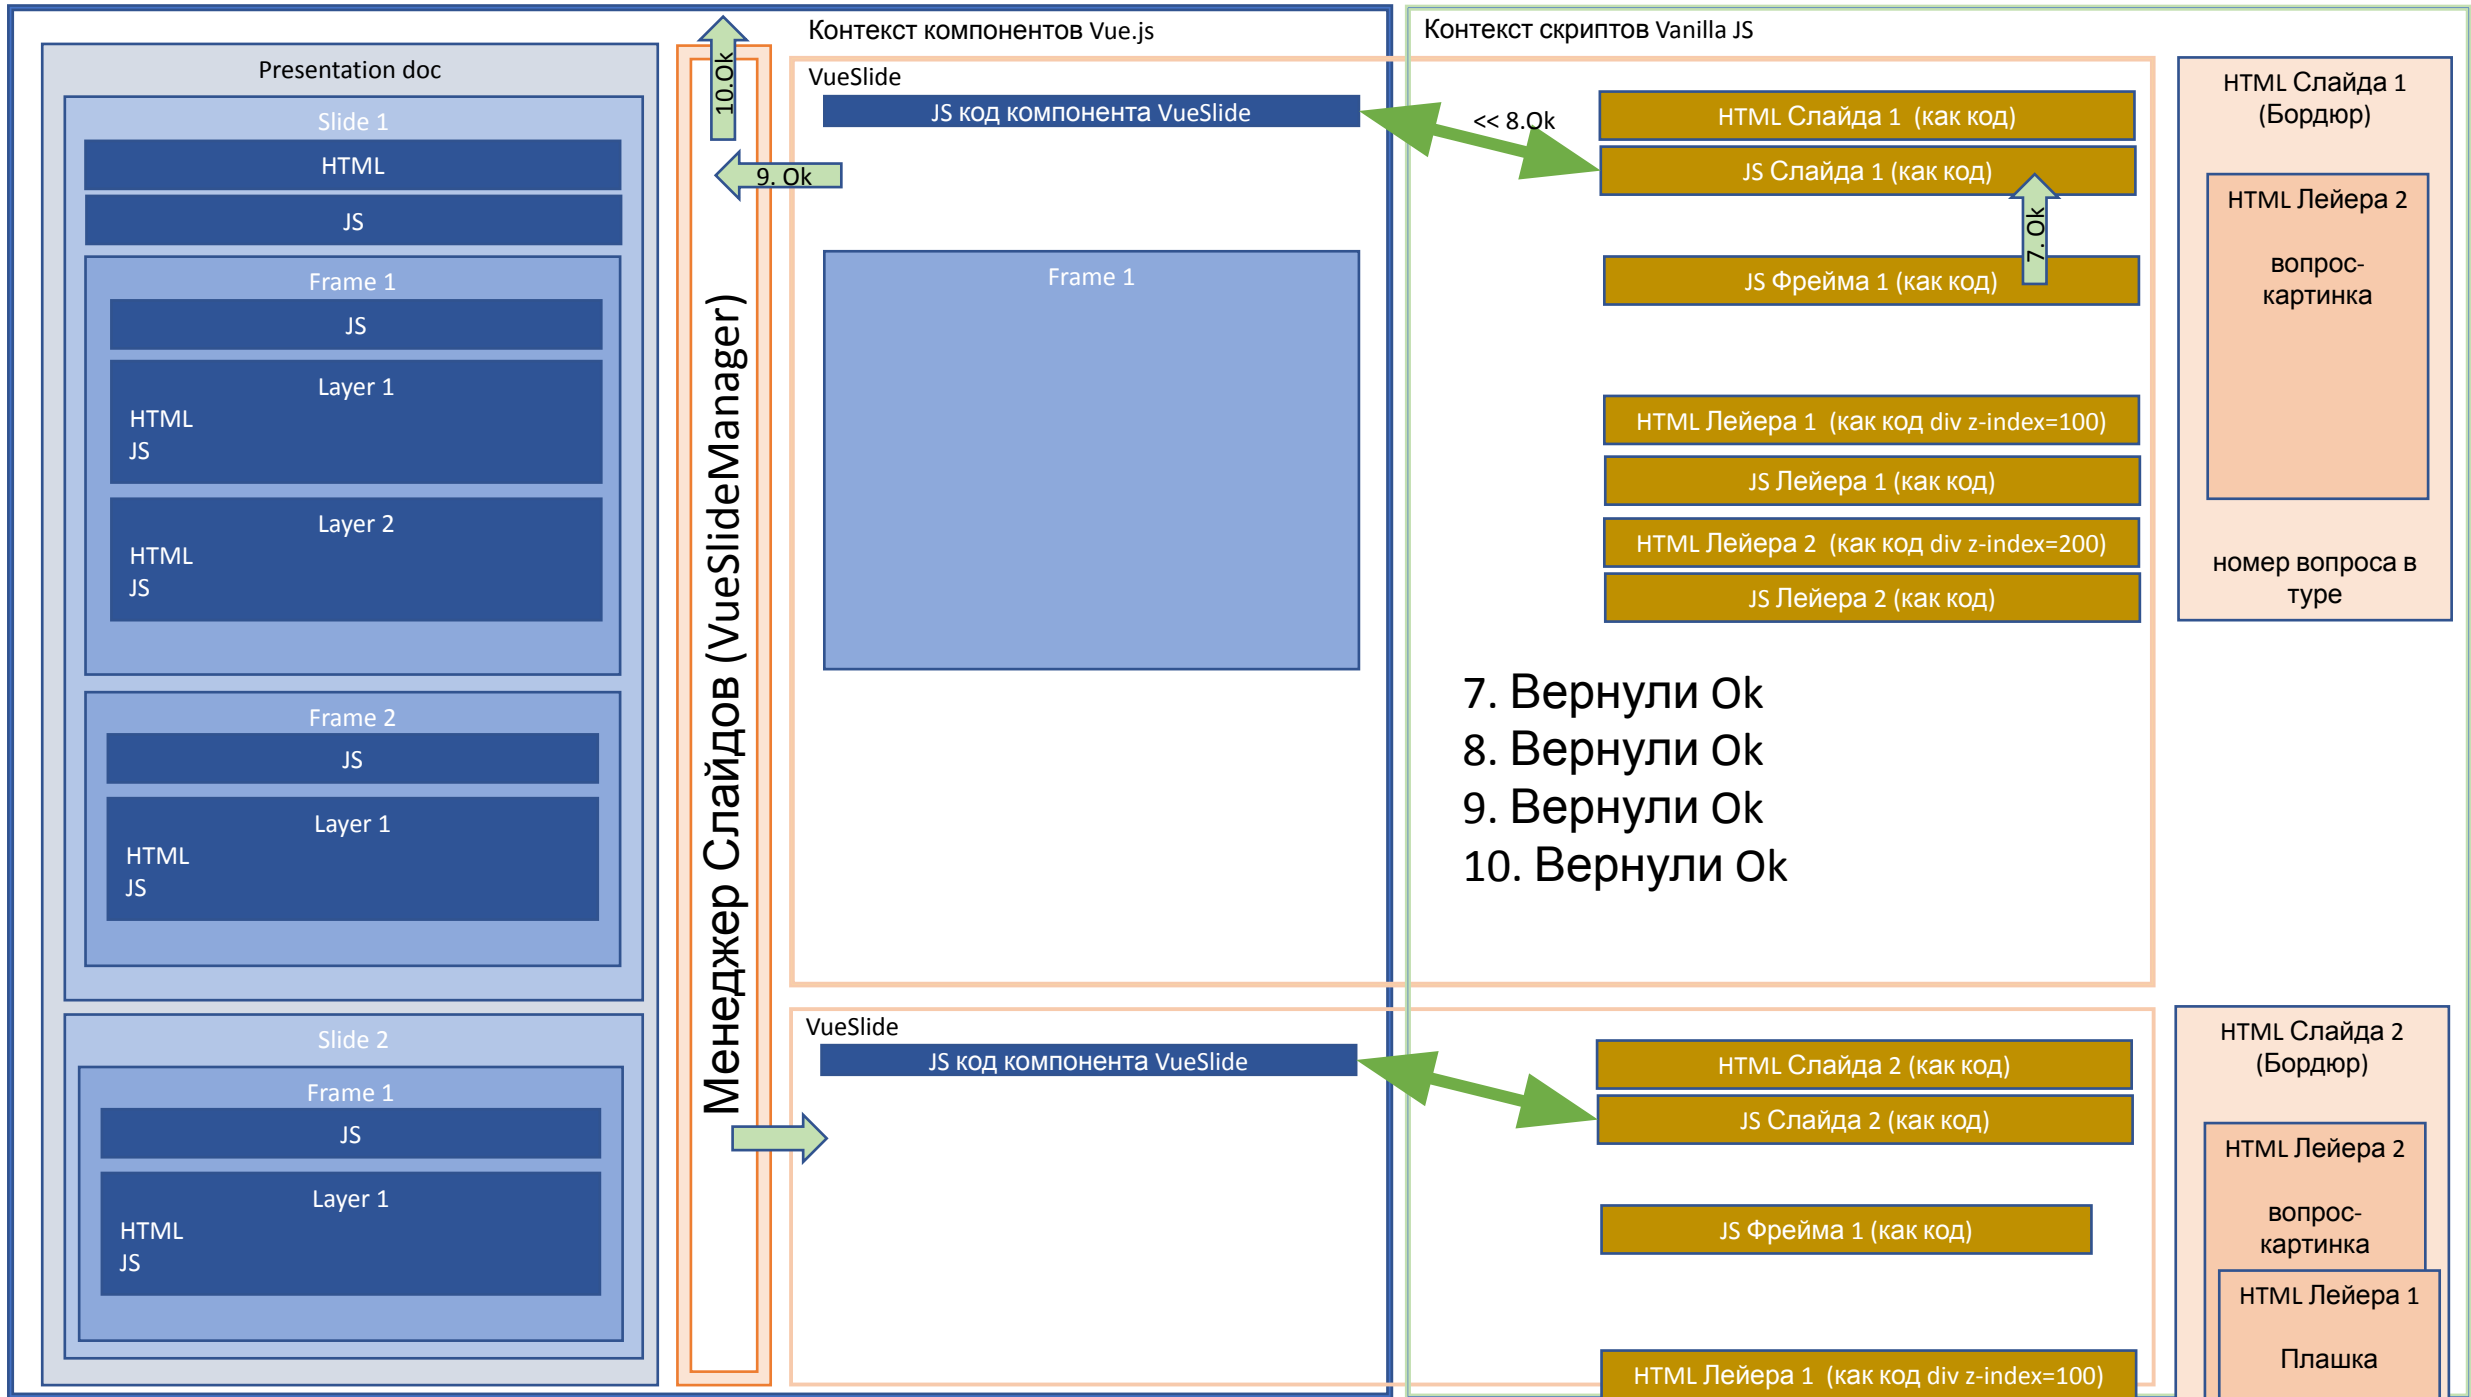 Контекст компонентов Vue.js
Контекст скриптов Vanilla JS
Presentation doc
Slide 1
HTML
JS
Frame 1
JS
Layer 1
HTML
JS
Layer 2
HTML
JS
Frame 2
JS
Layer 1
HTML
JS
Slide 2
Frame 1
JS
Layer 1
HTML
JS
Менеджер Слайдов (VueSlideManager)
10.Ok
9. Ok
VueSlide
JS код компонента VueSlide
Frame 1
<< 8.Ok
HTML Слайда 1 (как код)
JS Слайда 1 (как код)
7. Ok
JS Фрейма 1 (как код)
HTML Лейера 1 (как код div z-index=100)
JS Лейера 1 (как код)
HTML Лейера 2 (как код div z-index=200)
JS Лейера 2 (как код)
7. Вернули Ok
8. Вернули Ok
9. Вернули Ok
10. Вернули Ok
HTML Слайда 1
(Бордюр)
HTML Лейера 2
вопрос-
картинка
номер вопроса в
туре
VueSlide
JS код компонента VueSlide
HTML Слайда 2 (как код)
JS Слайда 2 (как код)
JS Фрейма 1 (как код)
HTML Лейера 1 (как код div z-index=100)
HTML Слайда 2
(Бордюр)
HTML Лейера 2
вопрос-
картинка
HTML Лейера 1
Плашка